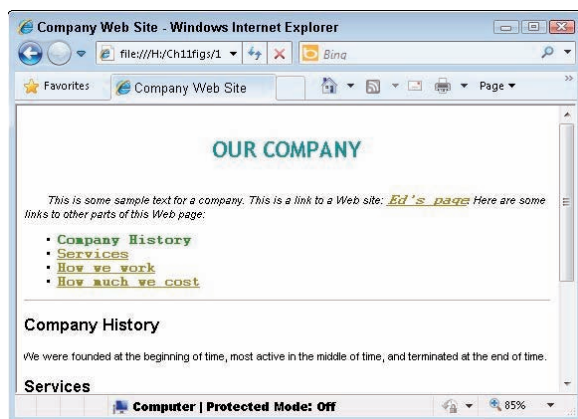 Company Web Site - Windows Internet Explorer
file:///H:/Ch11figs/1
Bing
Favorites
Company Web Site
Page
OUR COMPANY
This is some sample text for a company. This is a link to a Web site: Ed's page Here are some
links to other parts of this Web page:
Company History
Services
How we work
How much we cost
Company History
We were founded at the beginning of time, most active in the middle of time, and terminated at the end of time.
Services
Computer | Protected Mode: Off
85%